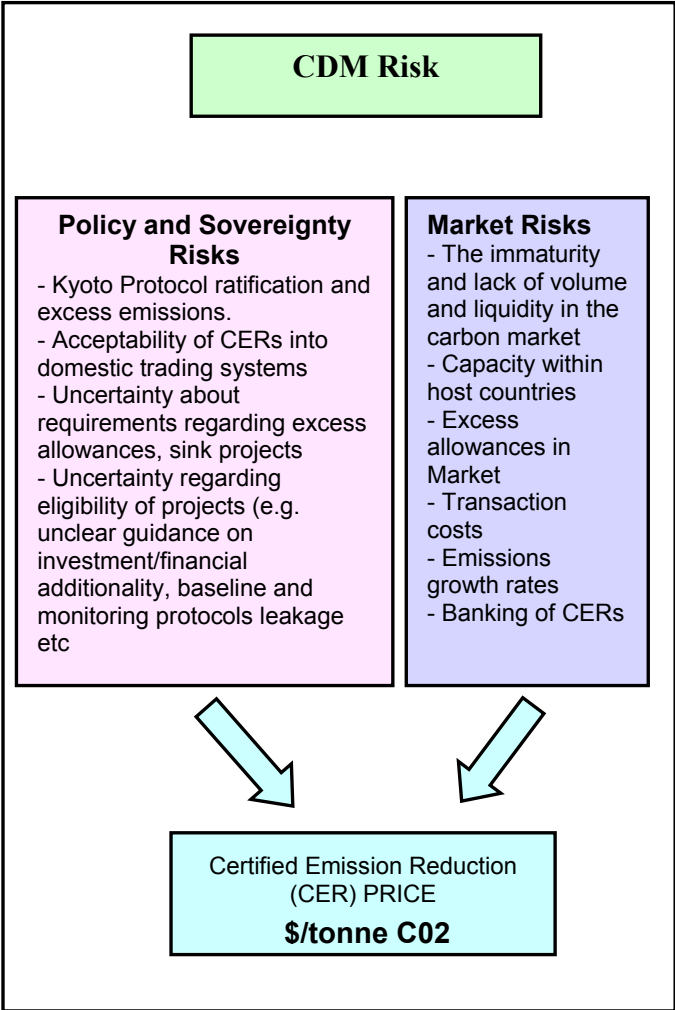 CDM Risk
Policy and Sovereignty
Risks
- Kyoto Protocol ratification and
excess emissions.
- Acceptability of CERs into
domestic trading systems
- Uncertainty about
requirements regarding excess
allowances, sink projects
- Uncertainty regarding
eligibility of projects (e.g.
unclear guidance on
investment/financial
additionality, baseline and
monitoring protocols leakage
etc
Market Risks
- The immaturity
and lack of volume
and liquidity in the
carbon market
- Capacity within
host countries
- Excess
allowances in
Market
- Transaction
costs
- Emissions
growth rates
- Banking of CERs
Certified Emission Reduction
(CER) PRICE
$/tonne C02